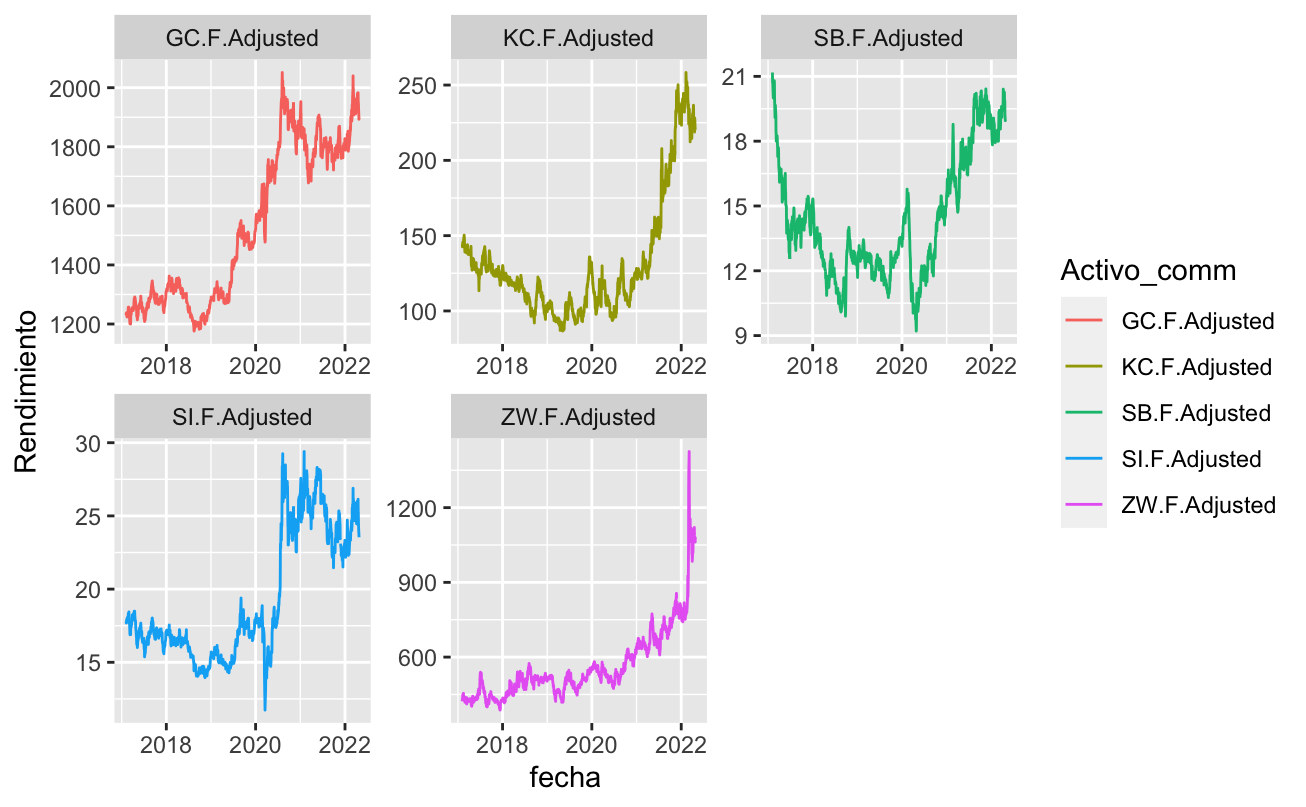 GC.F.Adjusted
KC.F.Adjusted
SB.F.Adjusted
2000
1800
1600
1400
1200
250
200
150
100
21
18
15
12
9
2018 2020 2022
2018 2020 2022
2018 2020 2022
Rendimiento
SI.F.Adjusted
ZW.F.Adjusted
30
25
20
15
1200
900
600
2018 2020 2022
2018 2020 2022
fecha
Activo_comm
GC.F.Adjusted
KC.F.Adjusted
SB.F.Adjusted
SI.F.Adjusted
ZW.F.Adjusted